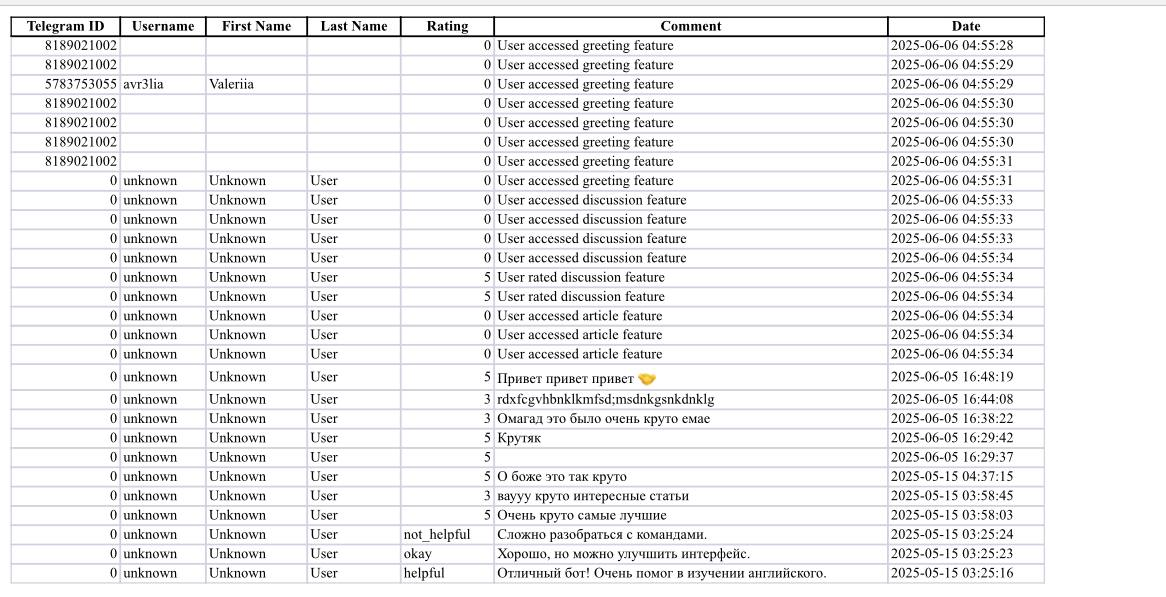 Telegram ID Username First Name Last Name Rating Comment Date
8189021002 0 User accessed greeting feature 2025-06-06 04:55:28
8189021002 0 User accessed greeting feature 2025-06-06 04:55:29
5783753055 avr3lia Valeriia 0 User accessed greeting feature 2025-06-06 04:55:29
8189021002 0 User accessed greeting feature 2025-06-06 04:55:30
8189021002 0 User accessed greeting feature 2025-06-06 04:55:30
8189021002 0 User accessed greeting feature 2025-06-06 04:55:30
8189021002 0 User accessed greeting feature 2025-06-06 04:55:31
0 unknown Unknown User 0 User accessed greeting feature 2025-06-06 04:55:31
0 unknown Unknown User 0 User accessed discussion feature 2025-06-06 04:55:33
0 unknown Unknown User 0 User accessed discussion feature 2025-06-06 04:55:33
0 unknown Unknown User 0 User accessed discussion feature 2025-06-06 04:55:33
0 unknown Unknown User 0 User accessed discussion feature 2025-06-06 04:55:34
0 unknown Unknown User 5 User rated discussion feature 2025-06-06 04:55:34
0 unknown Unknown User 5 User rated discussion feature 2025-06-06 04:55:34
0 unknown Unknown User 0 User accessed article feature 2025-06-06 04:55:34
0 unknown Unknown User 0 User accessed article feature 2025-06-06 04:55:34
0 unknown Unknown User 0 User accessed article feature 2025-06-06 04:55:34
0 unknown Unknown User 5 Привет привет привет 🤝 2025-06-05 16:48:19
0 unknown Unknown User 3 rdxfcgvhbnklkmfsd;msdnkgsnkdnklg 2025-06-05 16:44:08
0 unknown Unknown User 3 Омагад это было очень круто емае 2025-06-05 16:38:22
0 unknown Unknown User 5 Крутяк 2025-06-05 16:29:42
0 unknown Unknown User 5 2025-06-05 16:29:37
0 unknown Unknown User 5 О боже это так круто 2025-05-15 04:37:15
0 unknown Unknown User 3 вауyу круто интересные статьи 2025-05-15 03:58:45
0 unknown Unknown User 5 Очень круто самые лучшие 2025-05-15 03:58:03
0 unknown Unknown User not_helpful Сложно разобраться с командами. 2025-05-15 03:25:24
0 unknown Unknown User okay Хорошо, но можно улучшить интерфейс. 2025-05-15 03:25:23
0 unknown Unknown User helpful Отличный бот! Очень помог в изучении английского. 2025-05-15 03:25:16